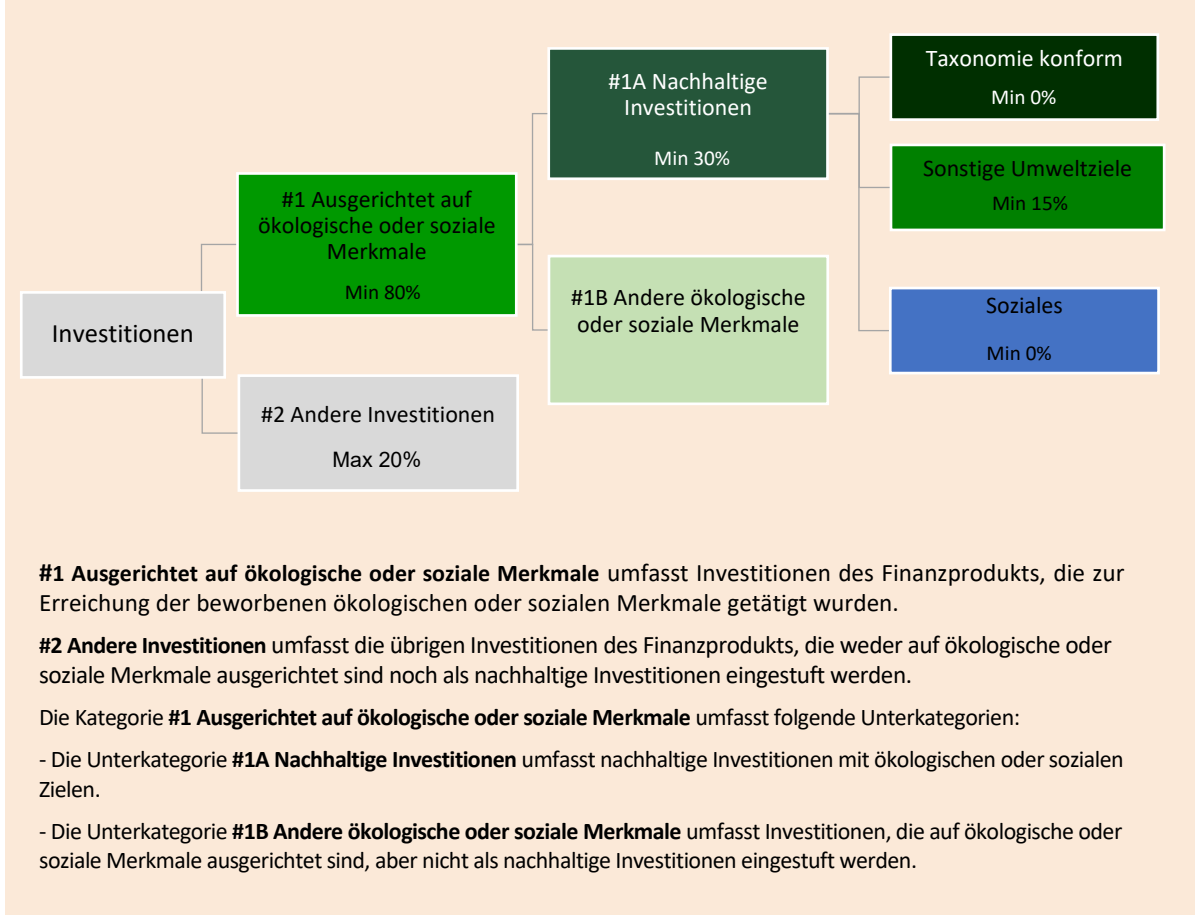 Investitionen
#1 Ausgerichtet auf
ökologische oder soziale
Merkmale
Min 80%
#2 Andere Investitionen
Max 20%
#1A Nachhaltige
Investitionen
Min 30%
#1B Andere ökologische
oder soziale Merkmale
Taxonomie konform
Min 0%
Sonstige Umweltziele
Min 15%
Soziales
Min 0%
#1 Ausgerichtet auf ökologische oder soziale Merkmale umfasst Investitionen des Finanzprodukts, die zur
Erreichung der beworbenen ökologischen oder sozialen Merkmale getätigt wurden.
#2 Andere Investitionen umfasst die übrigen Investitionen des Finanzprodukts, die weder auf ökologische oder
soziale Merkmale ausgerichtet sind noch als nachhaltige Investitionen eingestuft werden.
Die Kategorie #1 Ausgerichtet auf ökologische oder soziale Merkmale umfasst folgende Unterkategorien:
- Die Unterkategorie #1A Nachhaltige Investitionen umfasst nachhaltige Investitionen mit ökologischen oder sozialen
Zielen.
- Die Unterkategorie #1B Andere ökologische oder soziale Merkmale umfasst Investitionen, die auf ökologische oder
soziale Merkmale ausgerichtet sind, aber nicht als nachhaltige Investitionen eingestuft werden.